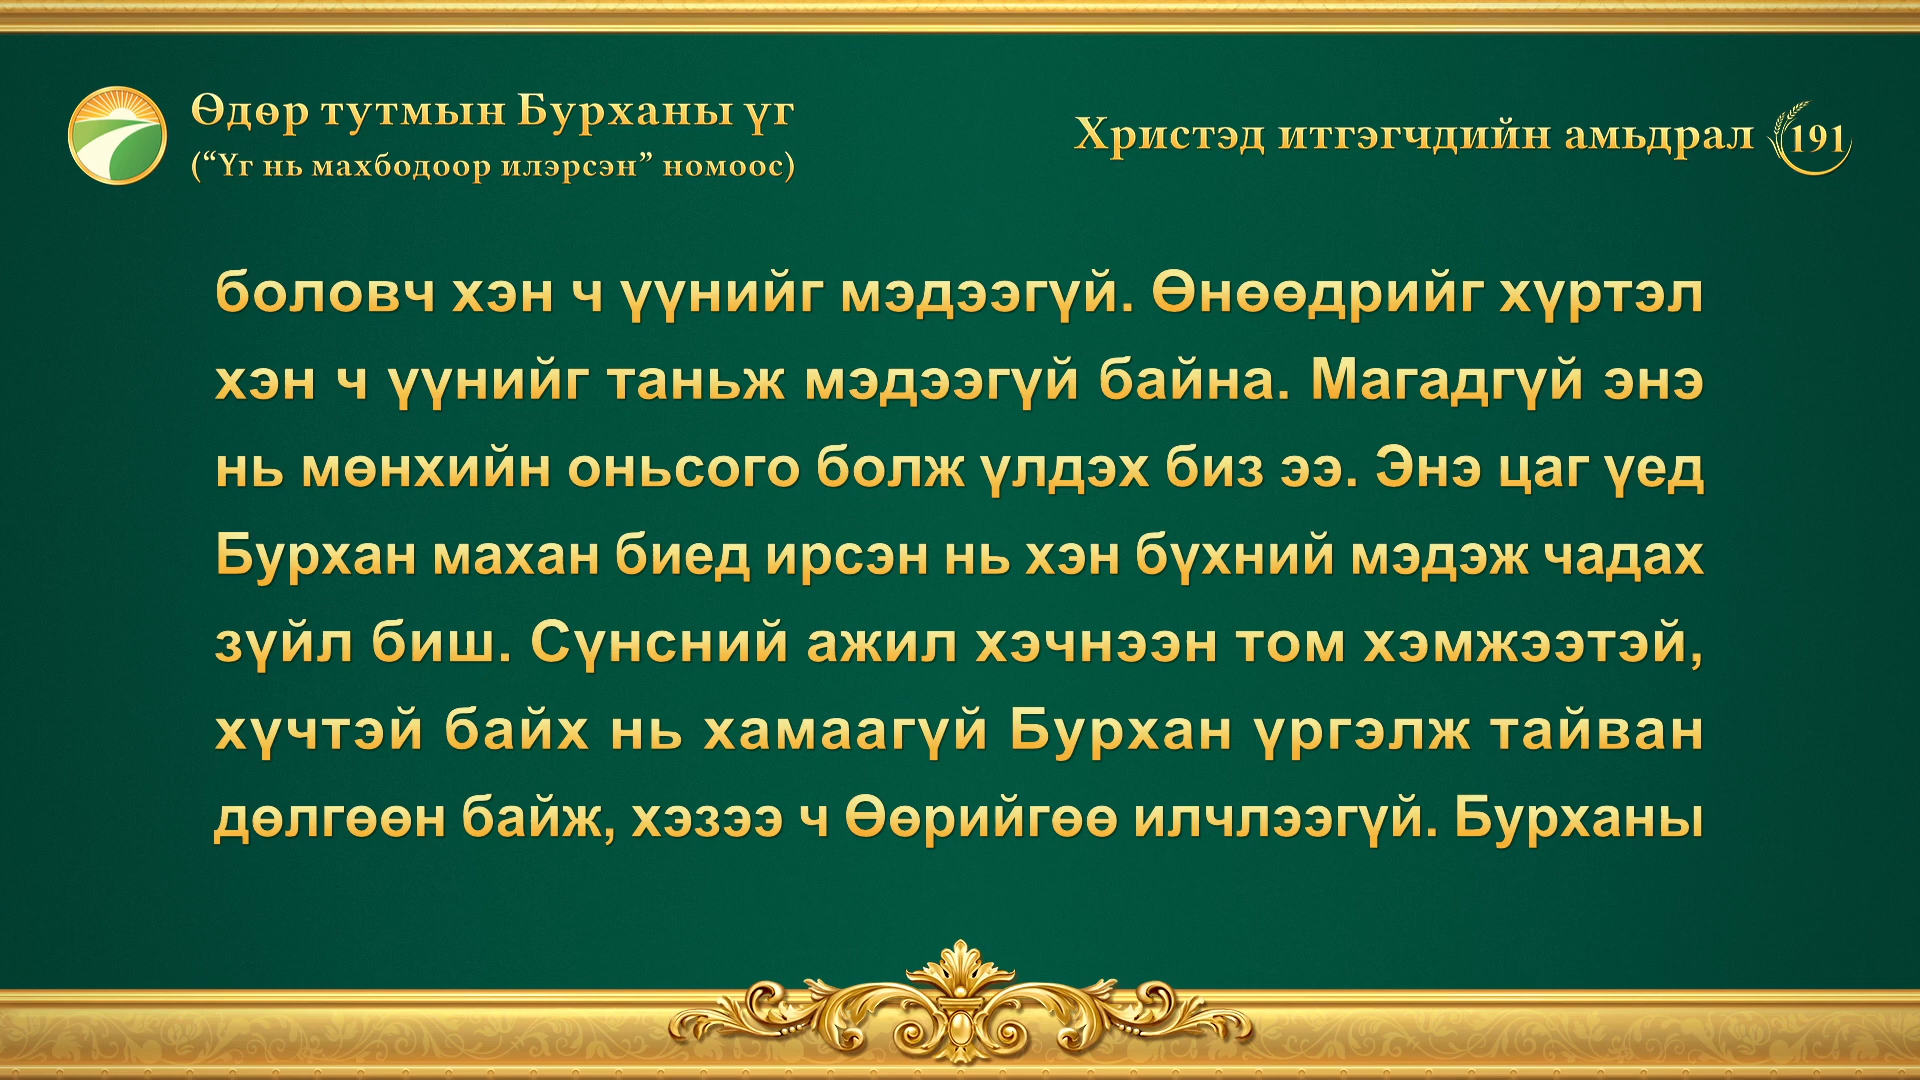 Өдөр тутмын Бурханы үг
(“Үг нь махбодоор илэрсэн” номоос)
Христэд итгэгчдийн амьдрал 191
боловч хэн ч үүнийг мэдээгүй. Өнөөдрийг хүртэл
хэн ч үүнийг таньж мэдээгүй байна. Магадгүй энэ
нь мөнхийн оньсого болж үлдэх биз ээ. Энэ цаг үед
Бурхан махан биед ирсэн нь хэн бүхний мэдэж чадах
зүйл биш. Сүнсний ажил хэчнээн том хэмжээтэй,
хүчтэй байх нь хамаагүй Бурхан үргэлж тайван
дөлгөөн байж, хэзээ ч Өөрийгөө илчлээгүй. Бурханы